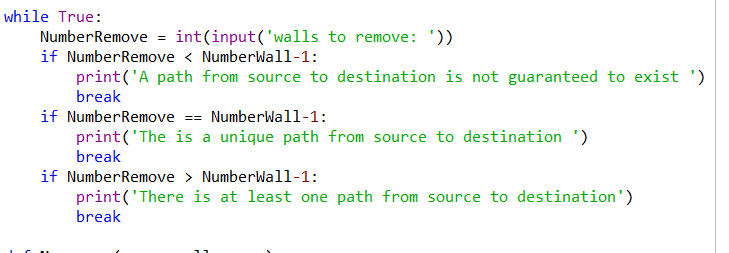 while True:
    NumberRemove = int(input('walls to remove: '))
    if NumberRemove < NumberWall-1:
        print('A path from source to destination is not guaranteed to exist ')
        break
    if NumberRemove == NumberWall-1:
        print('The is a unique path from source to destination ')
        break
    if NumberRemove > NumberWall-1:
        print('There is at least one path from source to destination')
        break